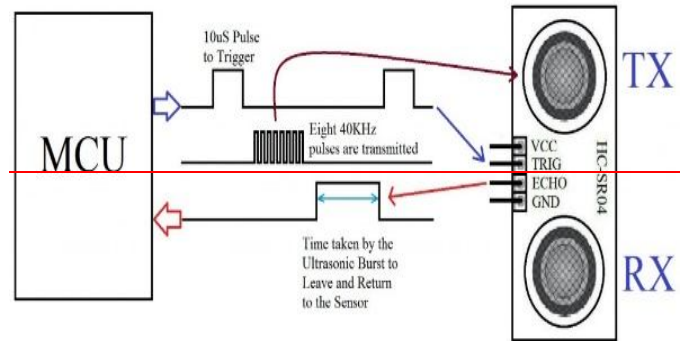 10uS Pulse
to Trigger
TX
MCU
Eight 40KHz
pulses are transmitted
VCC
TRIG
ECHO
GND
HC-SR04
Time taken by the
Ultrasonic Burst to
Leave and Return
to the Sensor
RX